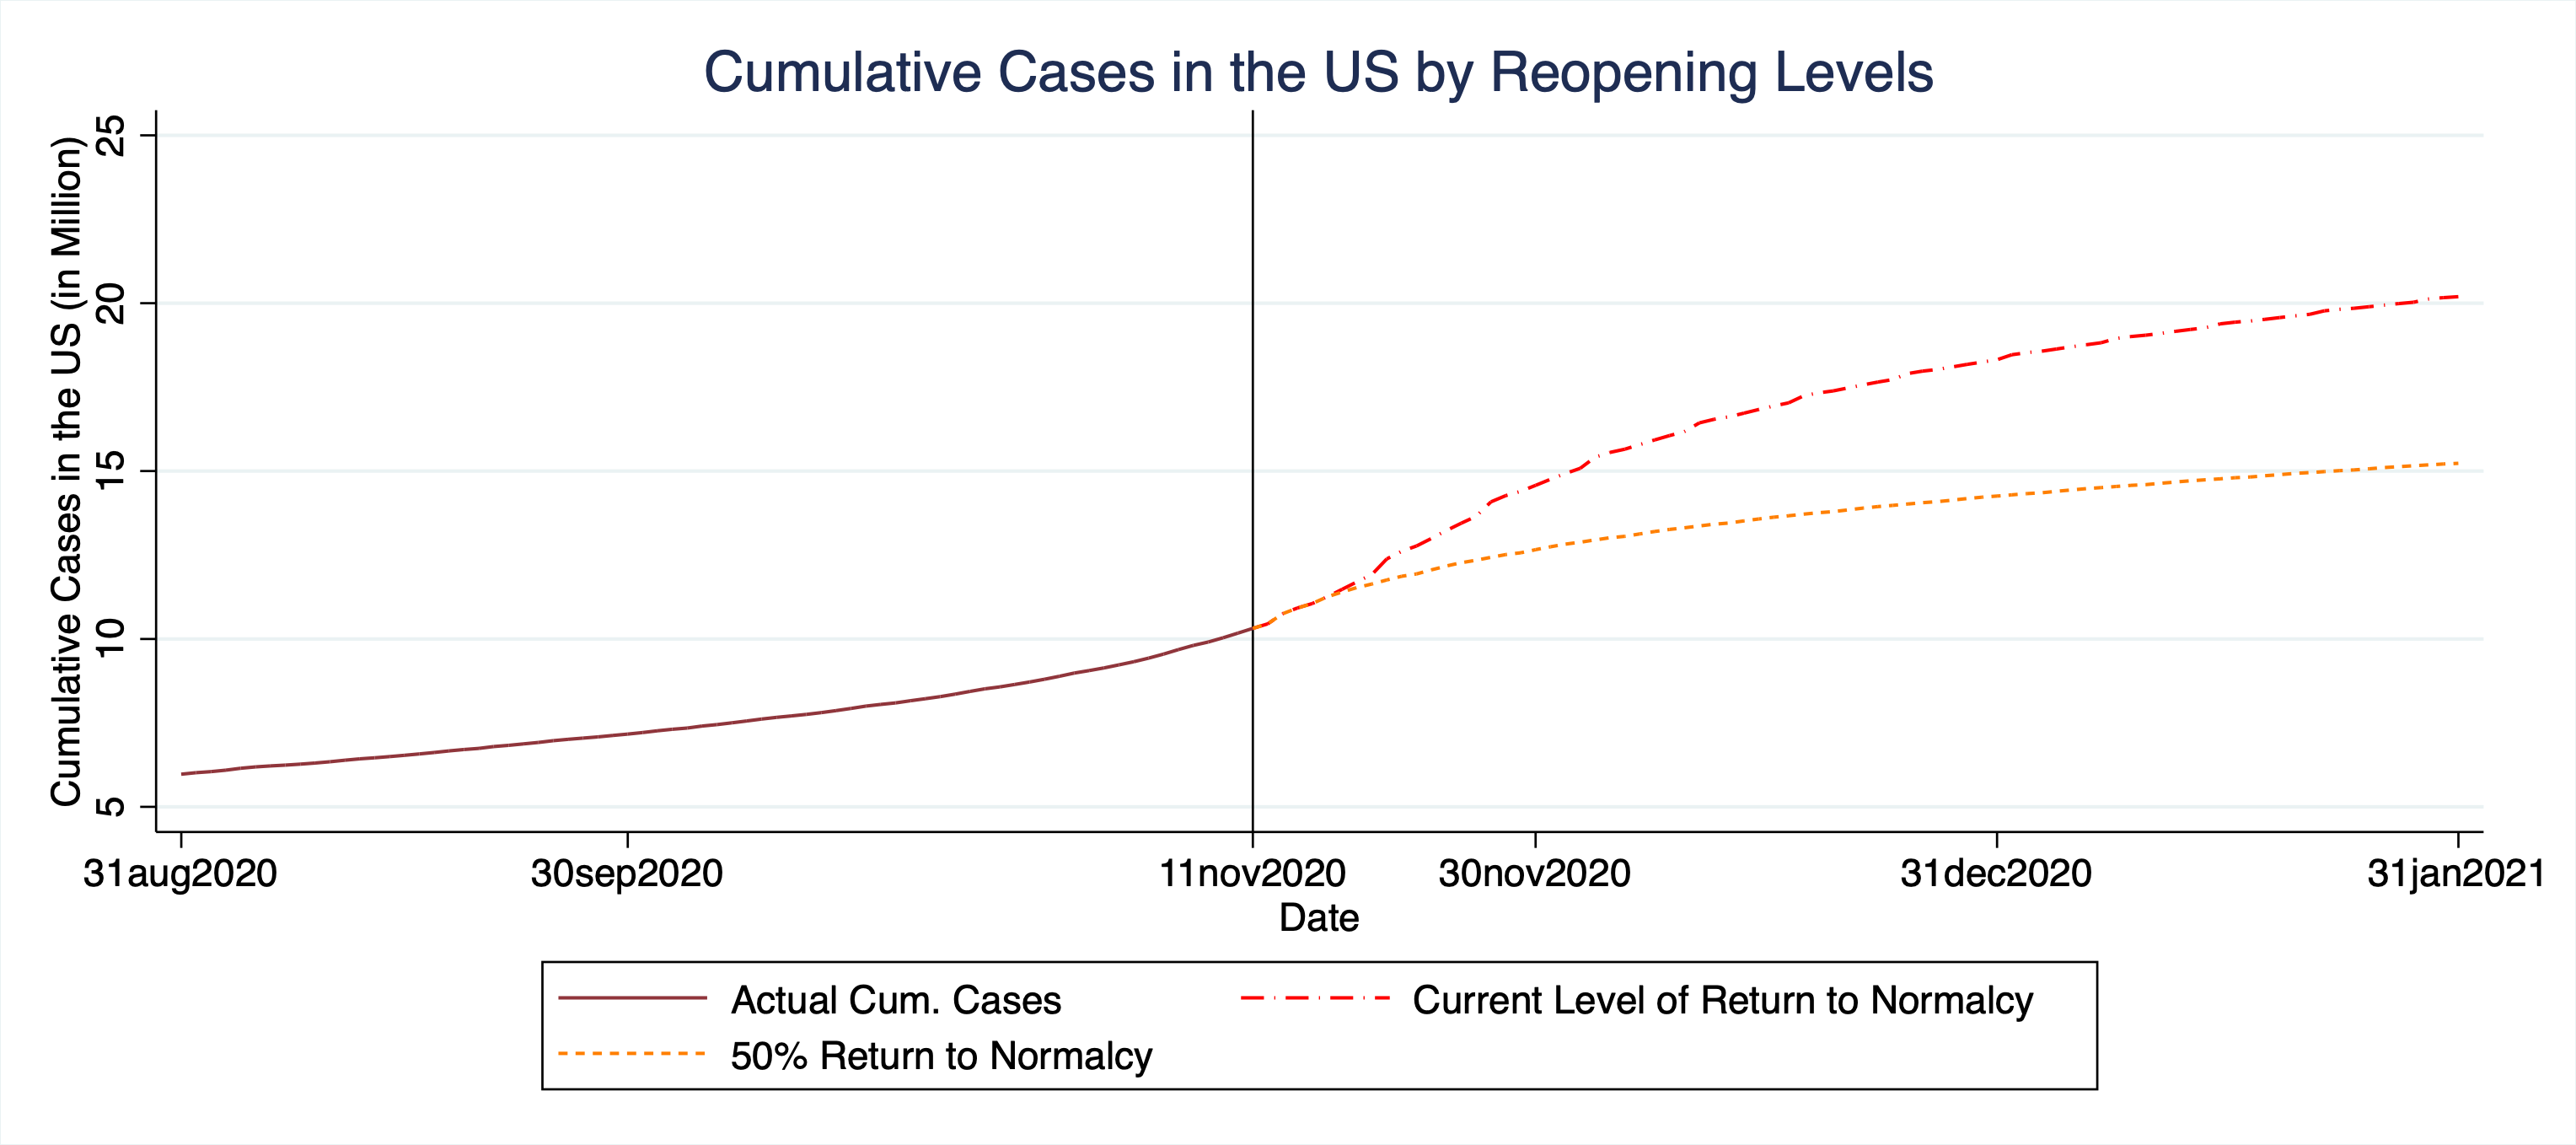 Cumulative Cases in the US by Reopening Levels
Cumulative Cases in the US (in Million)
25
20
15
10
5
31aug2020
30sep2020
11nov2020
30nov2020
31dec2020
31jan2021
Date
Actual Cum. Cases
Current Level of Return to Normalcy
50% Return to Normalcy